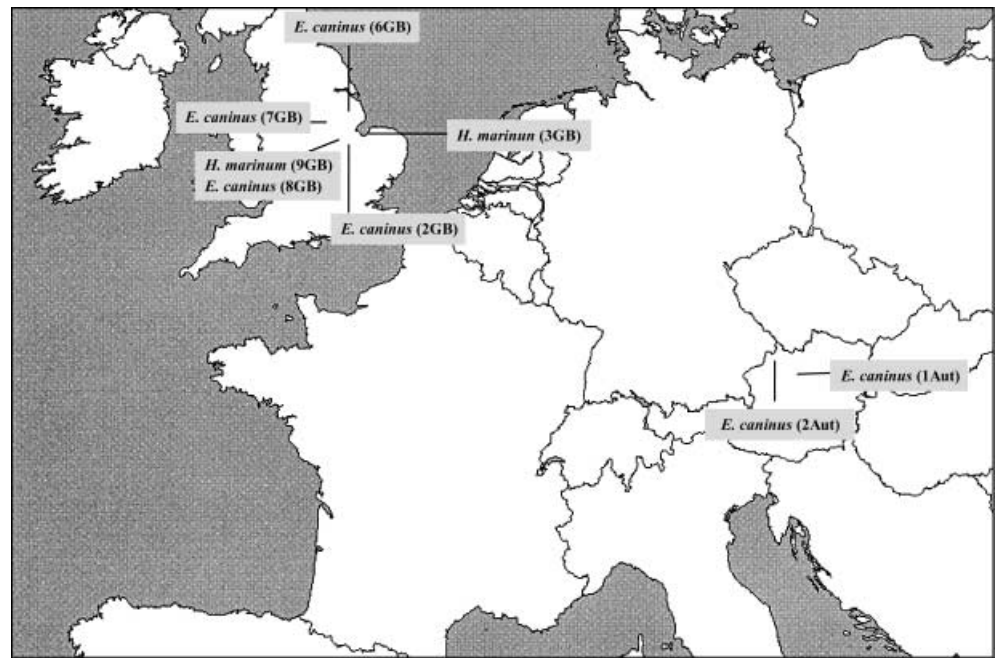 E. caninus (6GB)
E. caninus (7GB)
H. marinun (3GB)
H. marinum (9GB)
E. caninus (8GB)
E. caninus (2GB)
E. caninus (1Aut)
E. caninus (2Aut)